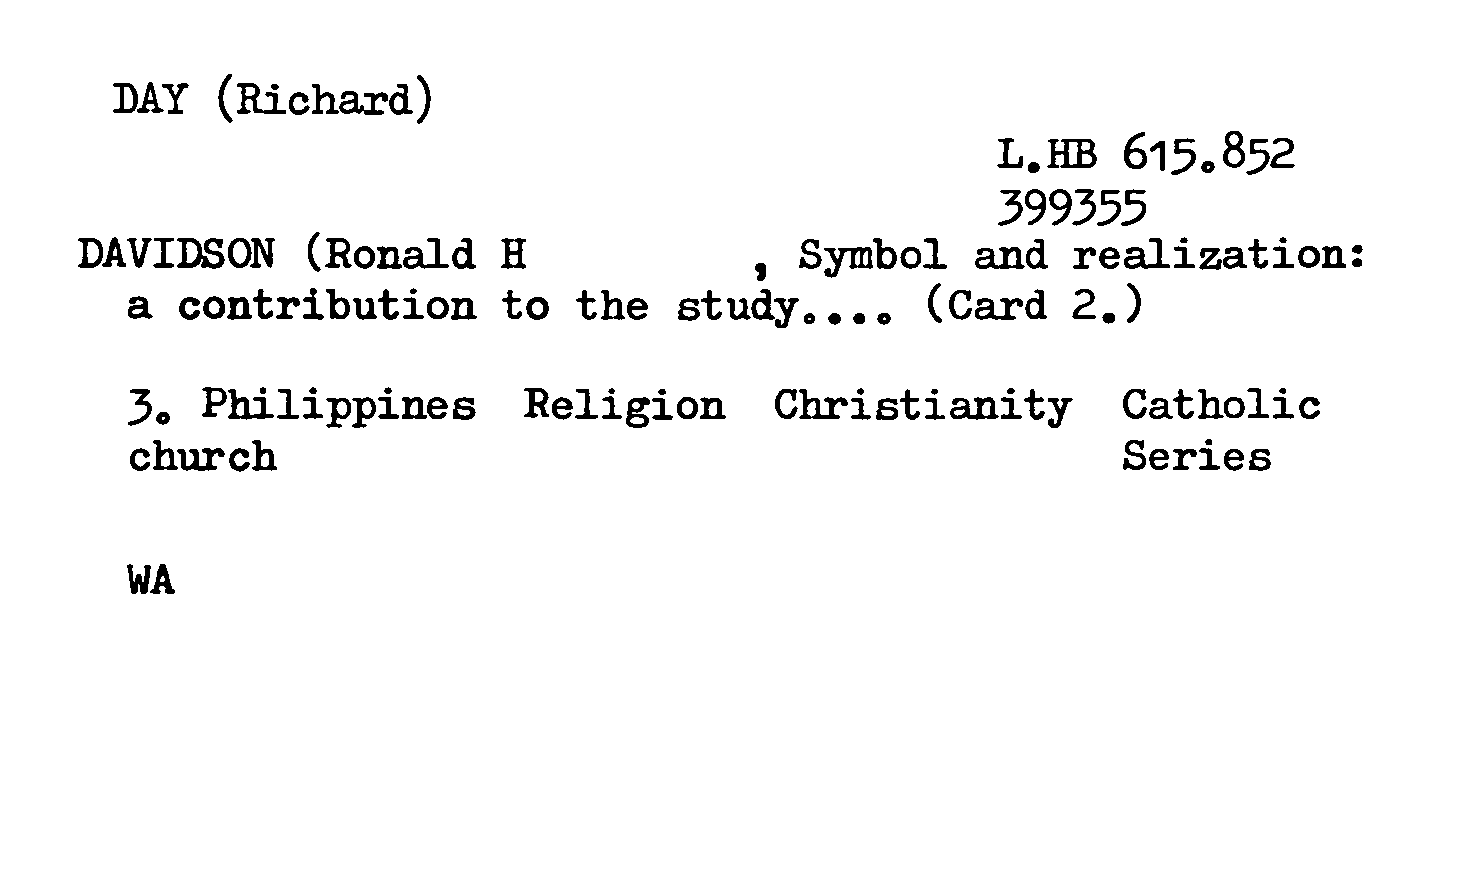 DAY (Richard)
L.HB 615.852
399355
DAVIDSON (Ronald H , Symbol and realization:
a contribution to the study.... (Card 2.)
3. Philippines Religion Christianity Catholic
church Series
WA